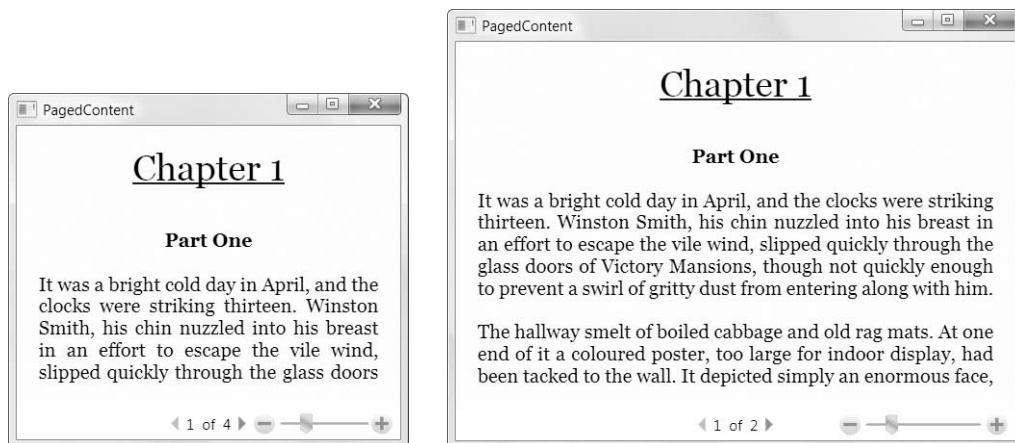 PagedContent
Chapter 1
Part One
It was a bright cold day in April, and the
clocks were striking thirteen. Winston
Smith, his chin nuzzled into his breast
in an effort to escape the vile wind,
slipped quickly through the glass doors
1 of 4
PagedContent
Chapter 1
Part One
It was a bright cold day in April, and the clocks were striking
thirteen. Winston Smith, his chin nuzzled into his breast in
an effort to escape the vile wind, slipped quickly through the
glass doors of Victory Mansions, though not quickly enough
to prevent a swirl of gritty dust from entering along with him.
The hallway smelt of boiled cabbage and old rag mats. At one
end of it a coloured poster, too large for indoor display, had
been tacked to the wall. It depicted simply an enormous face,
1 of 2